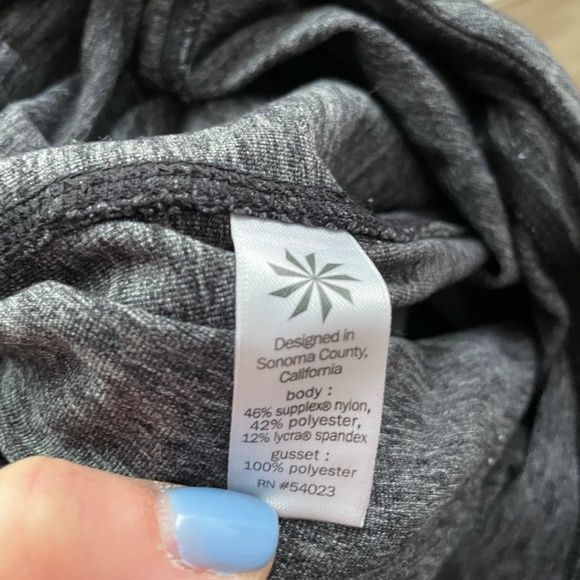 Designed in
Sonoma County,
California
body :
46% supplex® nylon,
42% polyester,
12% lycra® spandex
gusset :
100% polyester
RN #54023